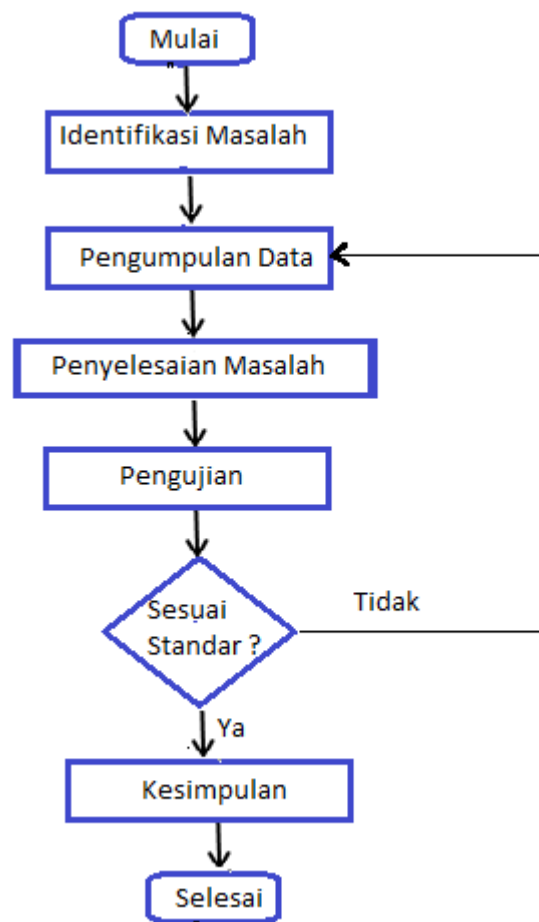 Mulai
Identifikasi Masalah
Pengumpulan Data
Penyelesaian Masalah
Pengujian
Sesuai
Standar ?
Tidak
Ya
Kesimpulan
Selesai